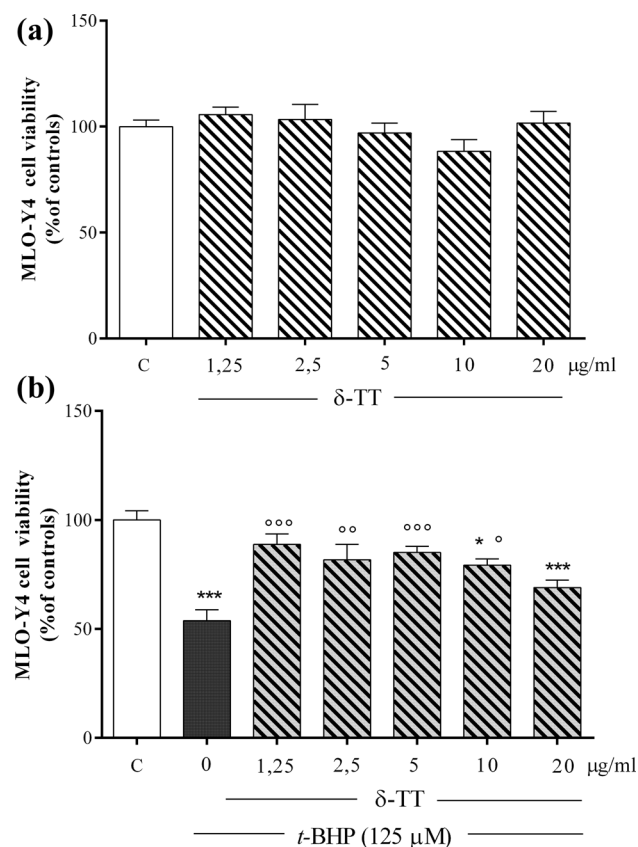 (a)
MLO-Y4 cell viability
(% of controls)
150
100
50
0
C 1,25 2,5 5 10 20 µg/ml
δ-TT
(b)
MLO-Y4 cell viability
(% of controls)
150
100
50
0
***
°°°
°°
°°°
* °
***
C 0 1,25 2,5 5 10 20 µg/ml
δ-TT
t-BHP (125 µM)